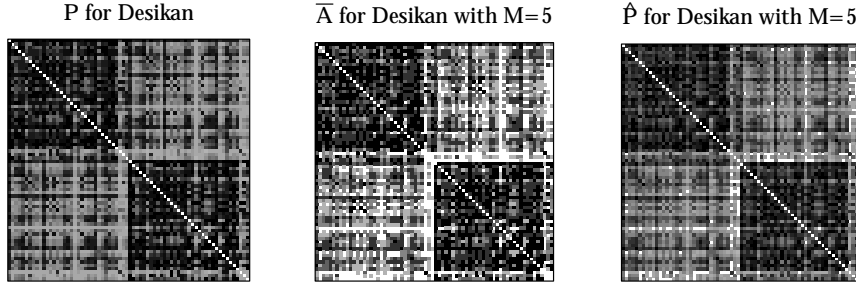 P for Desikan
A̅ for Desikan with M=5
P̂ for Desikan with M=5